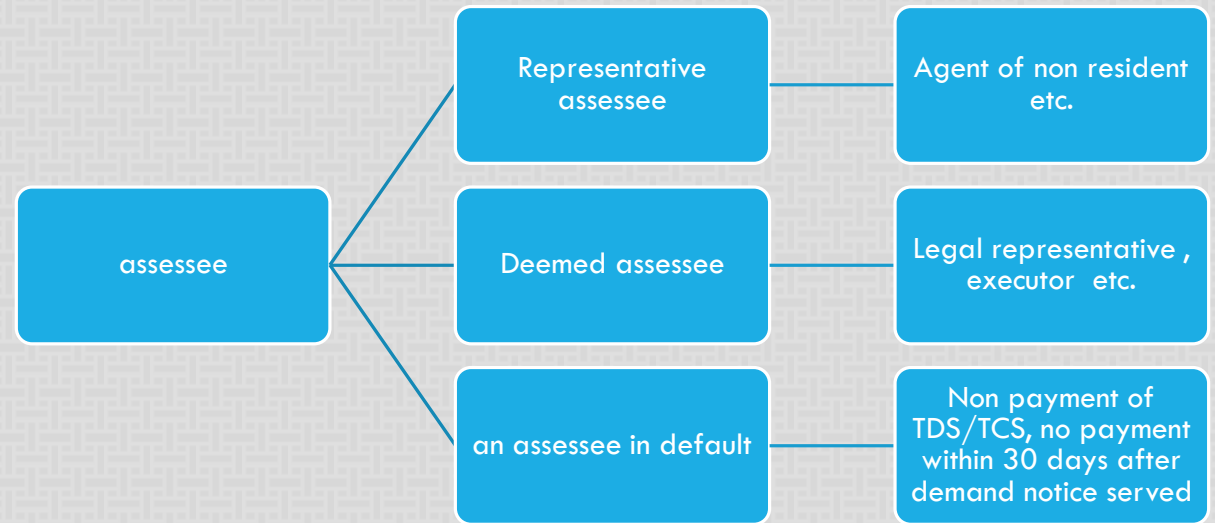 assessee
Representative
assessee
Agent of non resident
etc.
Deemed assessee
Legal representative ,
executor etc.
an assessee in default
Non payment of
TDS/TCS, no payment
within 30 days after
demand notice served